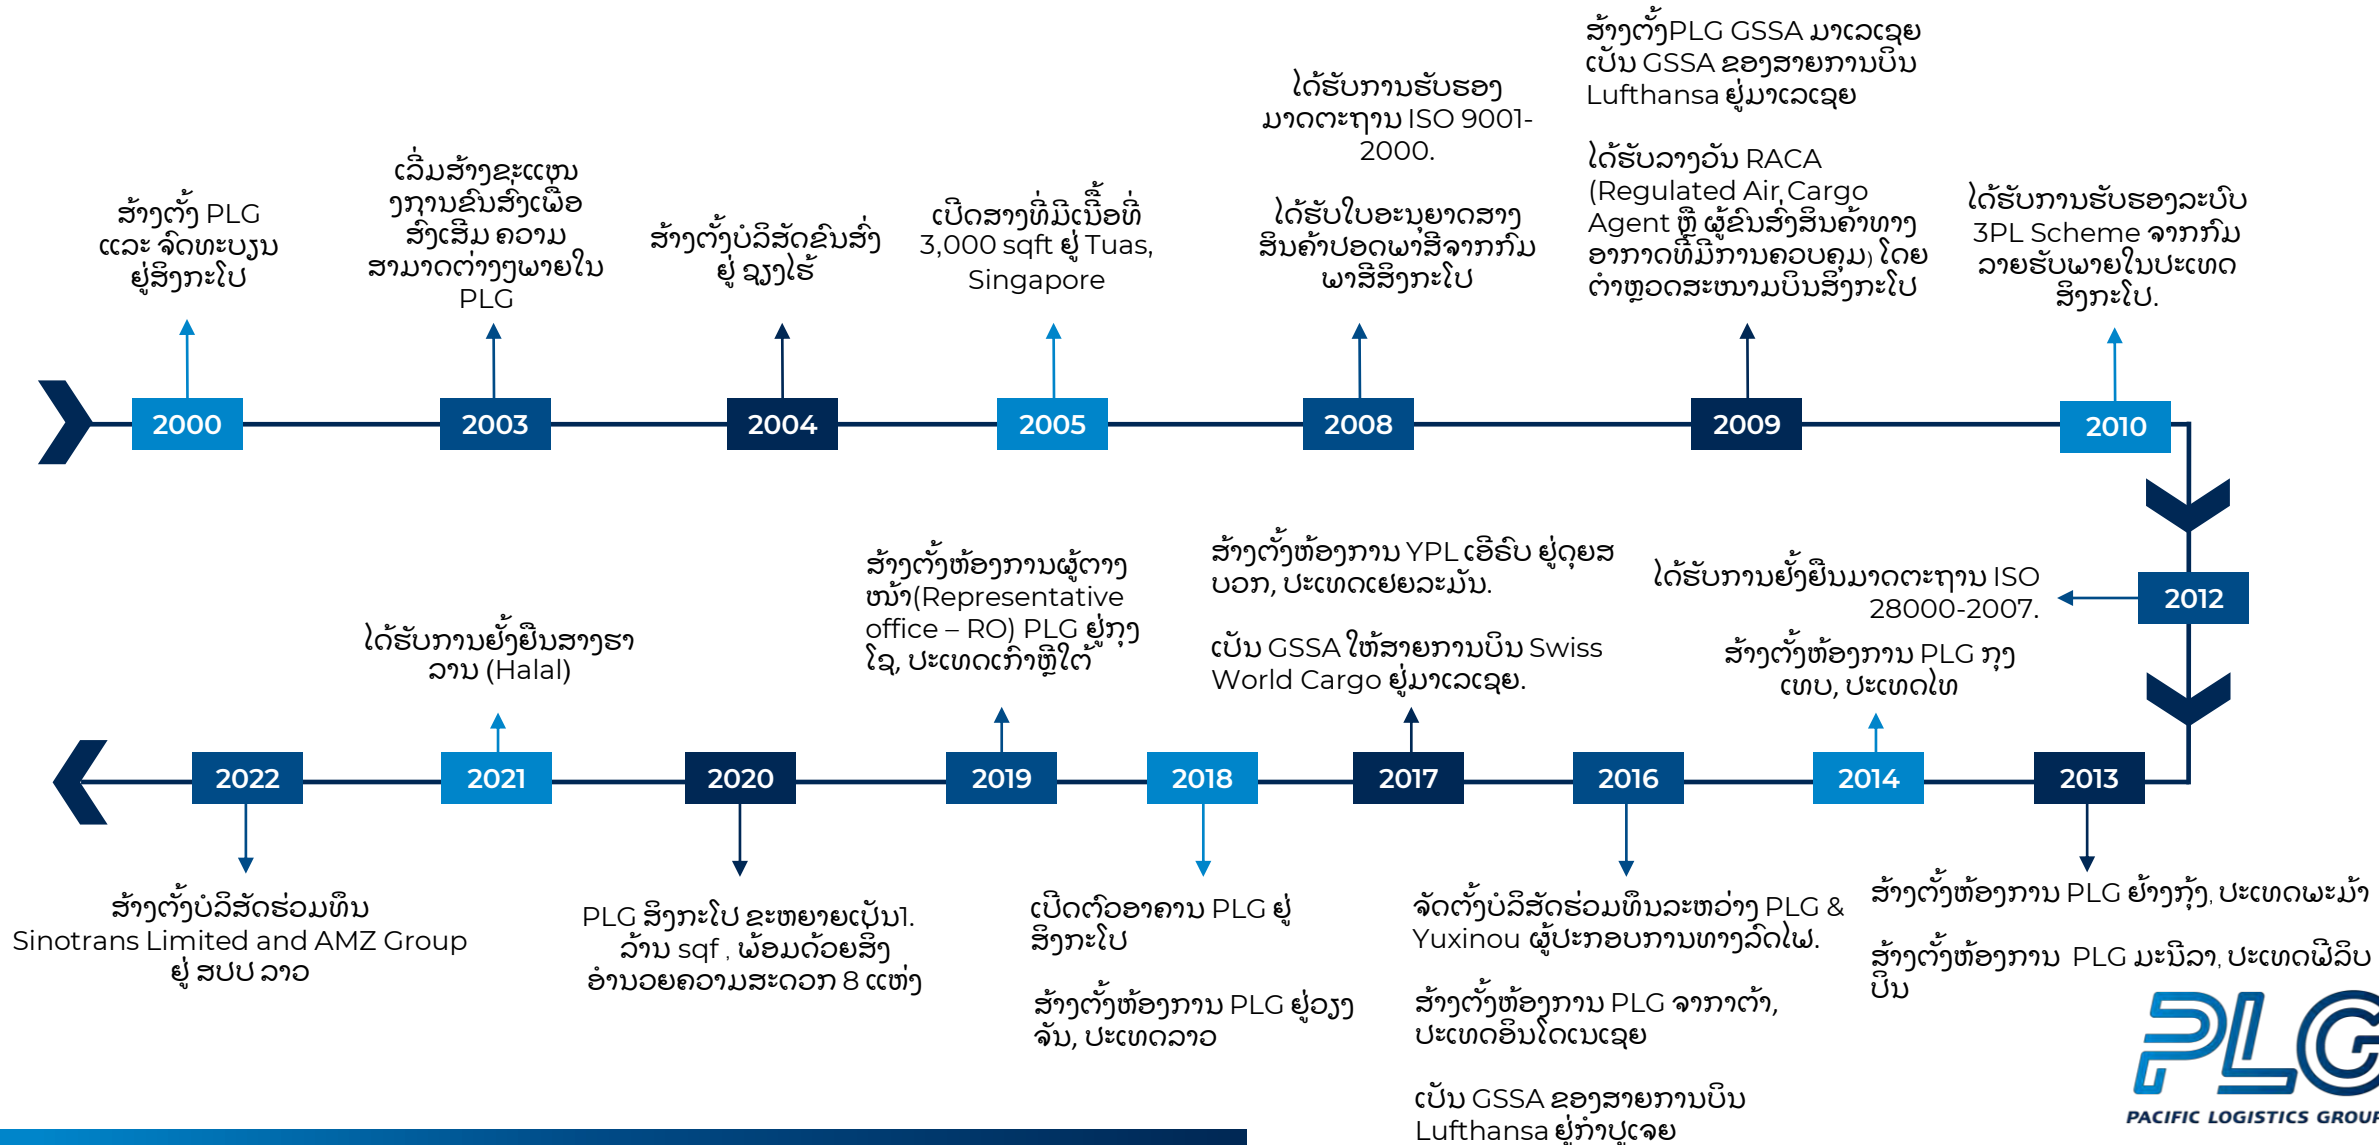 ສ້າງຕັ້ງ PLG
ແລະ ຈົດທະບຽນ
ຢູ່ສິງກະໂປ
2000
ເລີ່ມສ້າງຂະແໜ
ງການຂົນສົ່ງເພື່ອ
ສົ່ງເສີມ ຄວາມ
ສາມາດຕ່າງໆພາຍໃນ
PLG
2003
ສ້າງຕັ້ງບໍລິສັດຂົນສົ່ງ
ຢູ່ ຊຽງໄຮ້
2004
ເປີດສາງທີ່ມີເນື້ອທີ່
3,000 sqft ຢູ່ Tuas,
Singapore
2005
ໄດ້ຮັບການຮັບຮອງ
ມາດຕະຖານ ISO 9001-
2000.
ໄດ້ຮັບໃບອະນຸຍາດສາງ
ສິນຄ້າປອດພາສີຈາກກົມ
ພາສີສິງກະໂປ
2008
ສ້າງຕັ້ງPLG GSSA ມາເລເຊຍ
ເປັນ GSSA ຂອງສາຍການບິນ
Lufthansa ຢູ່ມາເລເຊຍ
ໄດ້ຮັບລາງວັນ RACA
(Regulated Air Cargo
Agent ຫຼື ຜູ້ຂົນສົ່ງສິນຄ້າທາງ
ອາກາດທີ່ມີການຄວບຄຸມ) ໂດຍ
ຕຳຫຼວດສະໜາມບິນສິງກະໂປ
2009
ໄດ້ຮັບການຮັບຮອງລະບົບ
3PL Scheme ຈາກກົມ
ລາຍຮັບພາຍໃນປະເທດ
ສິງກະໂປ.
2010
ໄດ້ຮັບການຢັ້ງຢືນມາດຕະຖານ ISO
28000-2007.
2012
ສ້າງຕັ້ງຫ້ອງການ PLG ຢ້າງກຸ້ງ, ປະເທດພະມ້າ
ສ້າງຕັ້ງຫ້ອງການ PLG ມະນີລາ, ປະເທດຟີລິບ
ປິນ
2013
ສ້າງຕັ້ງຫ້ອງການ PLG ກຸງ
ເທບ, ປະເທດໄທ
2014
2016
ຈັດຕັ້ງບໍລິສັດຮ່ວມທຶນລະຫວ່າງ PLG &
Yuxinou ຜູ້ປະກອບການທາງລົດໄຟ.
ສ້າງຕັ້ງຫ້ອງການ PLG ຈາກາຕ້າ,
ປະເທດອິນໂດເນເຊຍ
ເປັນ GSSA ຂອງສາຍການບິນ
Lufthansa ຢູ່ກຳປູເຈຍ
ສ້າງຕັ້ງຫ້ອງການ YPL ເອີຣົບ ຢູ່ດຸຍສ
ບວກ, ປະເທດເຢຍລະມັນ.
ເປັນ GSSA ໃຫ້ສາຍການບິນ Swiss
World Cargo ຢູ່ມາເລເຊຍ.
2017
2018
ເປີດຕົວອາຄານ PLG ຢູ່
ສິງກະໂປ
ສ້າງຕັ້ງຫ້ອງການ PLG ຢູ່ວຽງ
ຈັນ, ປະເທດລາວ
ສ້າງຕັ້ງຫ້ອງການຜູ້ຕາງ
ໜ້າ(Representative
office – RO) PLG ຢູ່ກຸງ
ໂຊ, ປະເທດເກົາຫຼີໃຕ້
2019
2020
PLG ສິງກະໂປ ຂະຫຍາຍເປັນ1.
ລ້ານ sqf , ພ້ອມດ້ວຍສິ່ງ
ອຳນວຍຄວາມສະດວກ 8 ແຫ່ງ
ໄດ້ຮັບການຢັ້ງຢືນສາງຮາ
ລານ (Halal)
2021
2022
ສ້າງຕັ້ງບໍລິສັດຮ່ວມທຶນ
Sinotrans Limited and AMZ Group
ຢູ່ ສປປ ລາວ
PLG
PACIFIC LOGISTICS GROUP